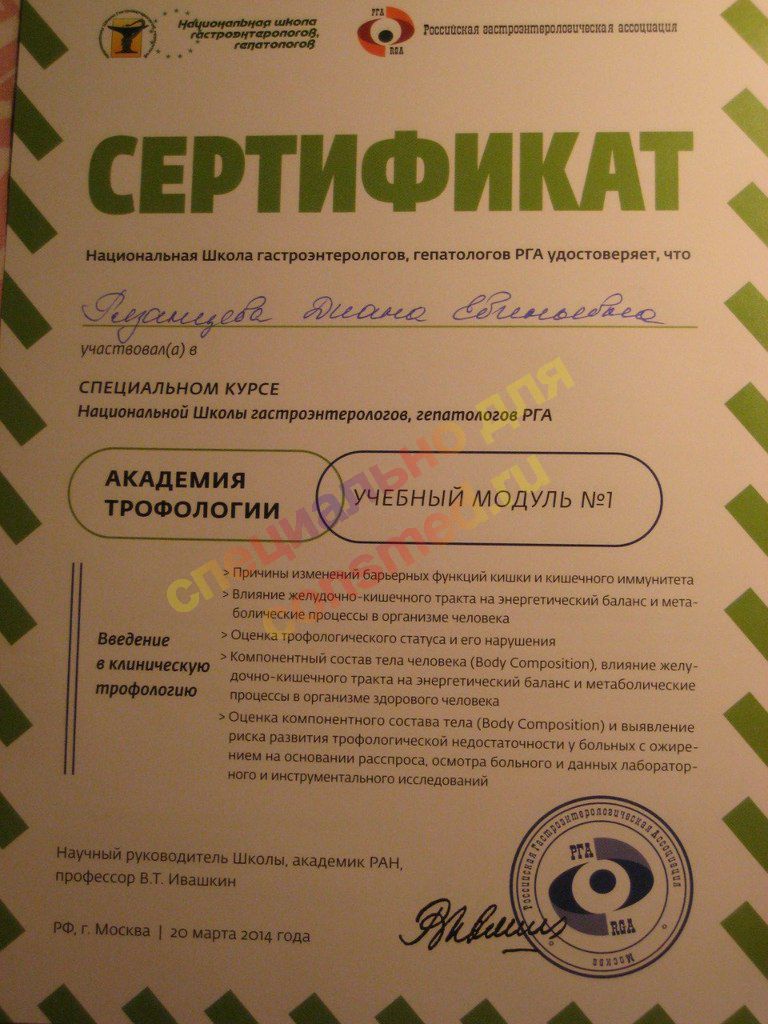 Национальная школа
гастроэнтерологов,
гепатологов
РГА
RGA
Российская гастроэнтерологическая ассоциация
СЕРТИФИКАТ
Национальная Школа гастроэнтерологов, гепатологов РГА удостоверяет, что
Рязанцева Диана Евгеньевна
участвовал(а) в
СПЕЦИАЛЬНОМ КУРСЕ
Национальной Школы гастроэнтерологов, гепатологов РГА
специально для
consmed.ru
АКАДЕМИЯ
ТРОФОЛОГИИ
УЧЕБНЫЙ МОДУЛЬ №1
Введение
в клиническую
трофологию
> Причины изменений барьерных функций кишки и кишечного иммунитета
> Влияние желудочно-кишечного тракта на энергетический баланс и мета-
болические процессы в организме человека
> Оценка трофологического статуса и его нарушения
> Компонентный состав тела человека (Body Composition), влияние желу-
дочно-кишечного тракта на энергетический баланс и метаболические
процессы в организме здорового человека
> Оценка компонентного состава тела (Body Composition) и выявление
риска развития трофологической недостаточности у больных с ожире-
нием на основании расспроса, осмотра больного и данных лаборатор-
ного и инструментального исследований
Научный руководитель Школы, академик РАН,
профессор В.Т. Ивашкин
РФ, г. Москва | 20 марта 2014 года
Российская Гастроэнтерологическая Ассоциация
РГА
RGA
Москва